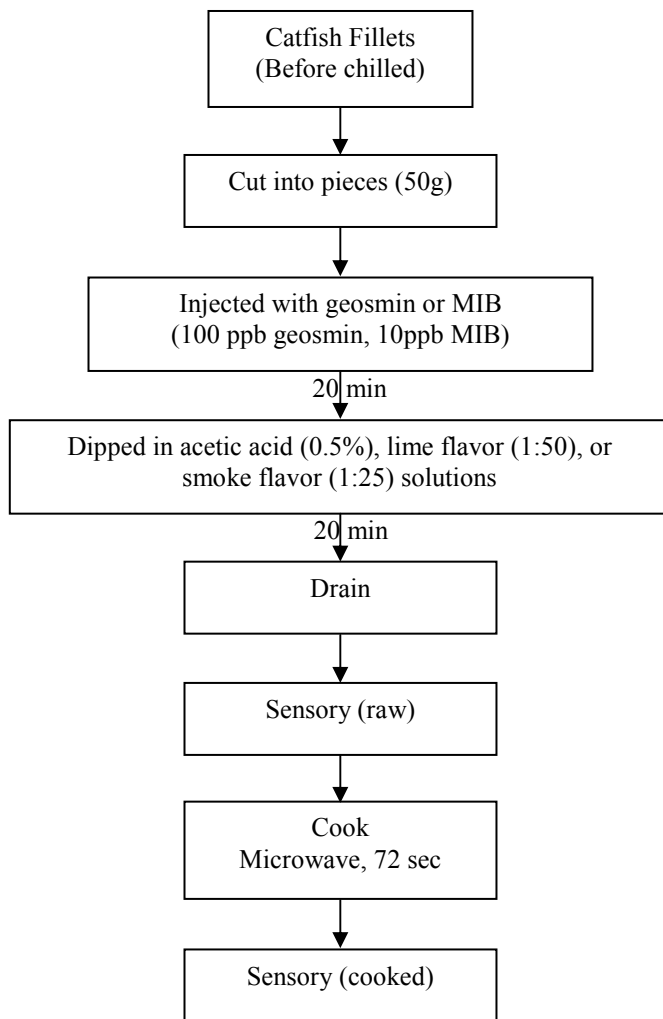 Catfish Fillets
(Before chilled)
Cut into pieces (50g)
Injected with geosmin or MIB
(100 ppb geosmin, 10ppb MIB)
20 min
Dipped in acetic acid (0.5%), lime flavor (1:50), or
smoke flavor (1:25) solutions
20 min
Drain
Sensory (raw)
Cook
Microwave, 72 sec
Sensory (cooked)